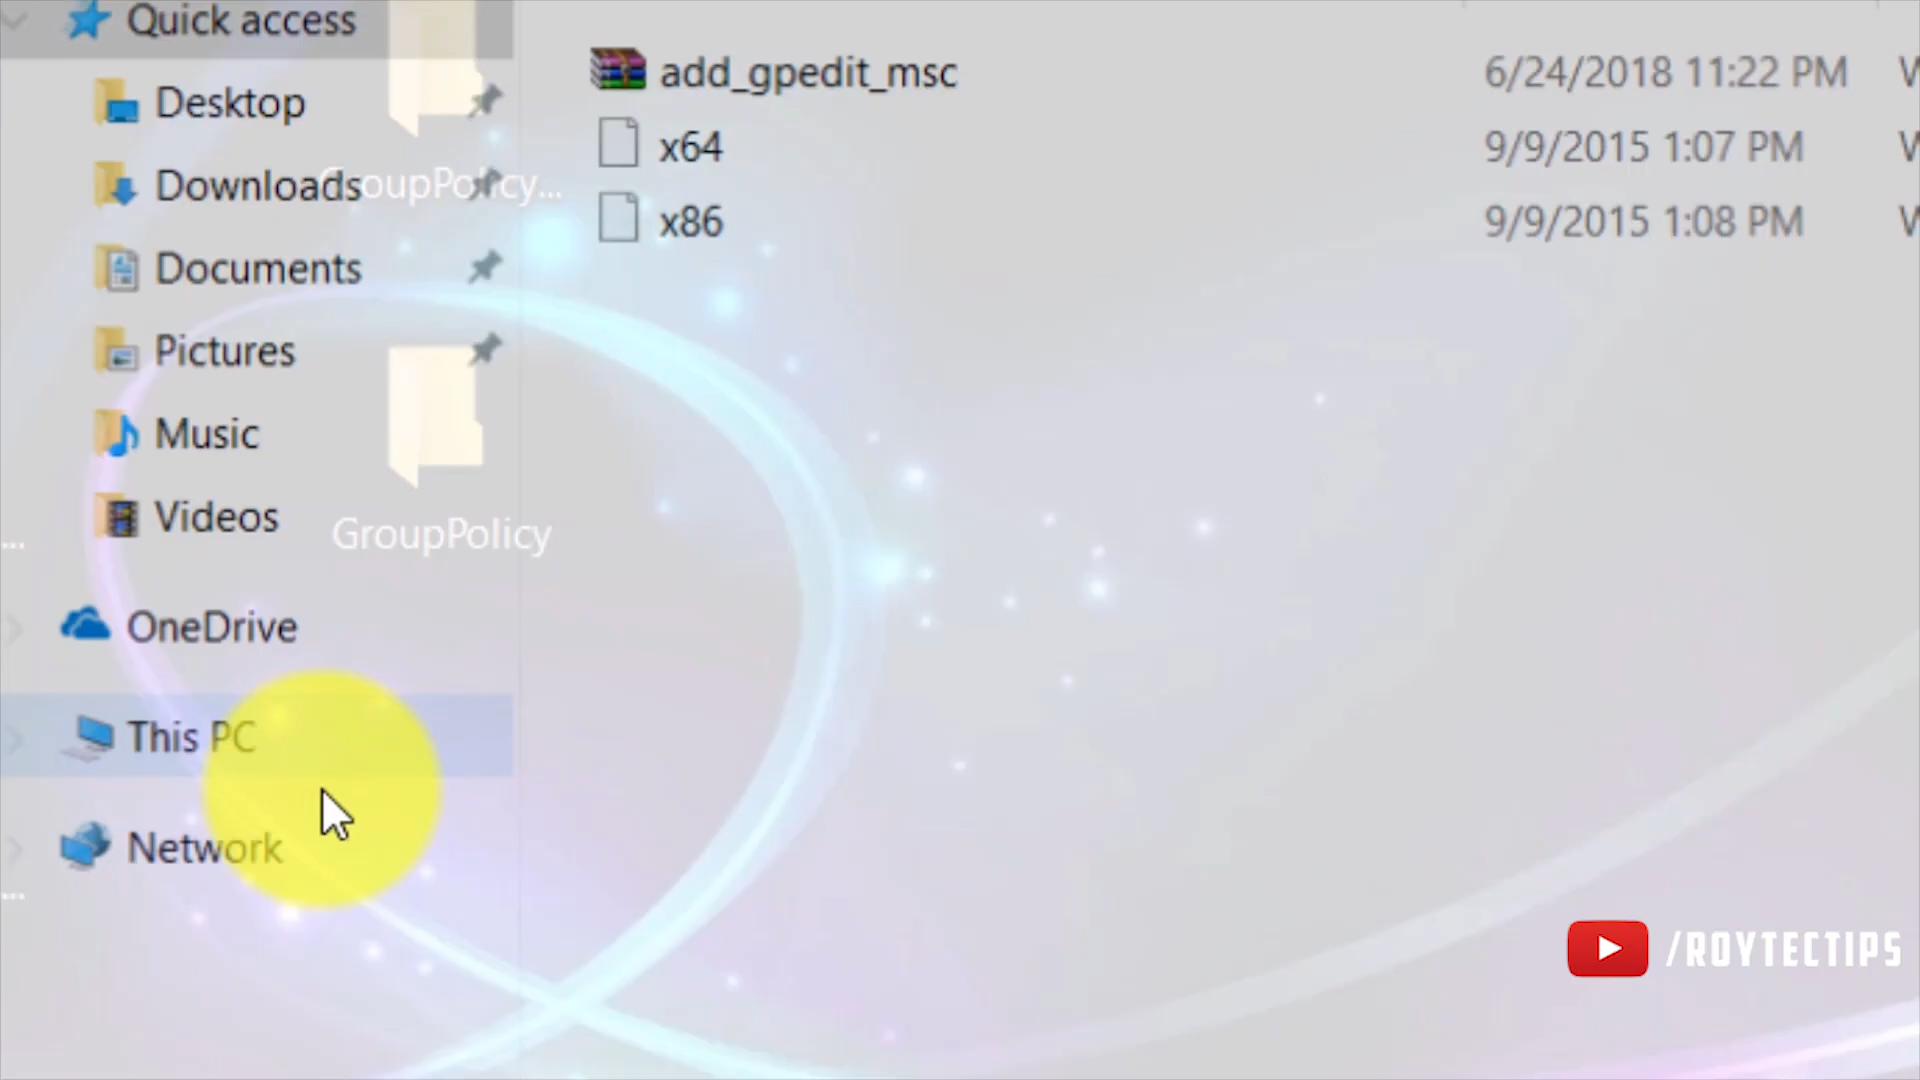 Quick access
Desktop
Downloads
Documents
Pictures
Music
Videos
OneDrive
This PC
Network
GroupPolicy...
GroupPolicy
...
...
add_gpedit_msc 6/24/2018 11:22 PM
x64 9/9/2015 1:07 PM
x86 9/9/2015 1:08 PM
/ROYTECTIPS